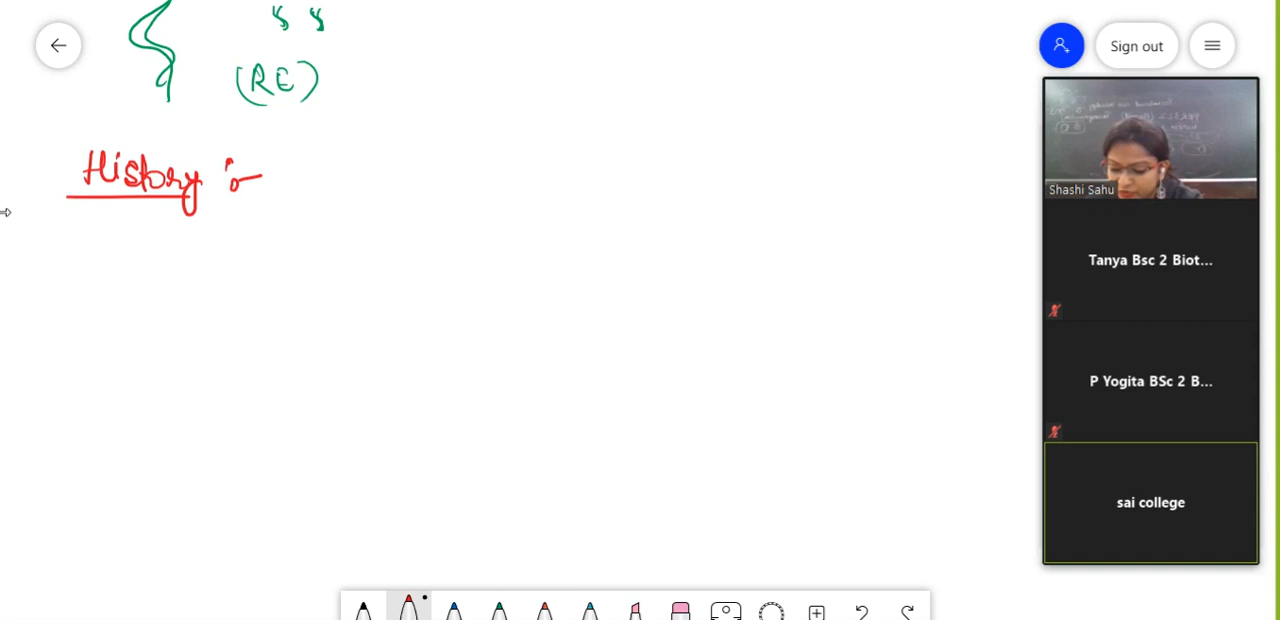 (RE)
Sign out
History :-
Shashi Sahu
Tanya Bsc 2 Biot...
P Yogita BSc 2 B...
sai college